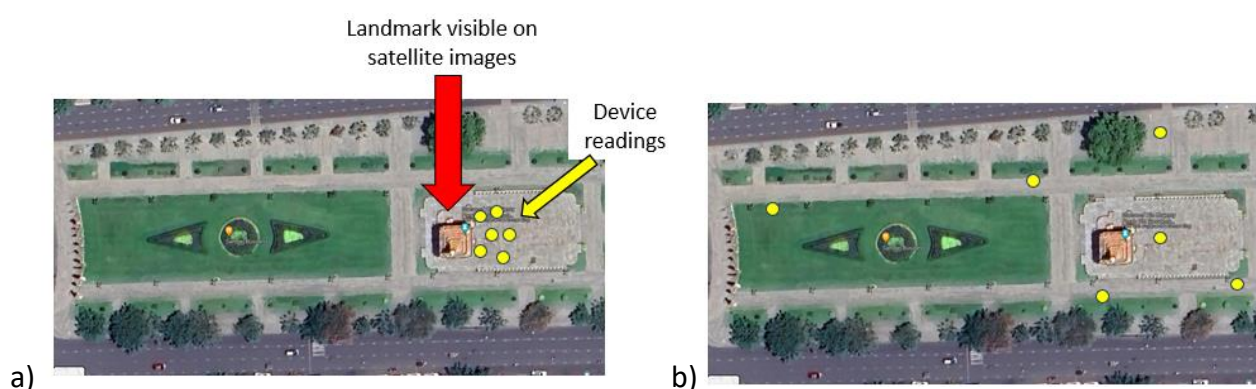 Landmark visible on
satellite images
Device
readings
a)
b)